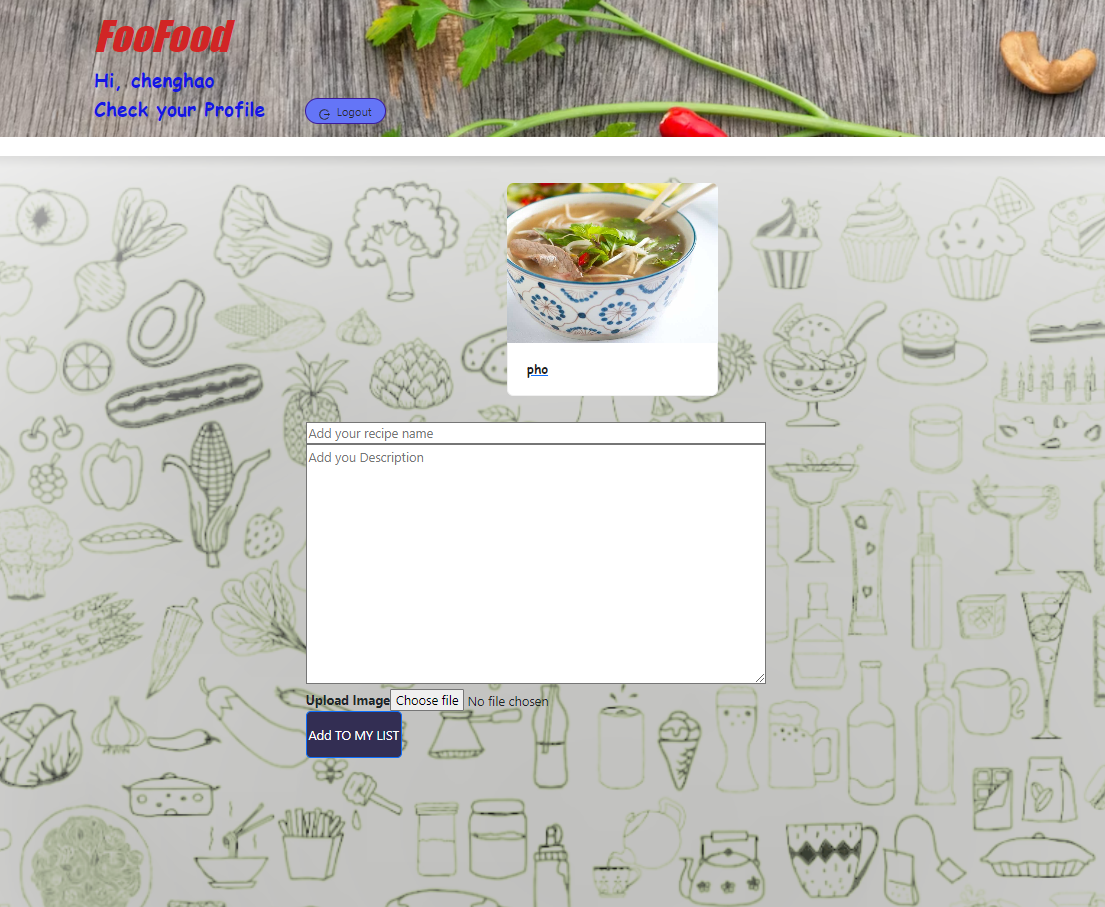 FooFood
Hi, chenghao
Check your Profile
Logout
pho
Add your recipe name
Add you Description
Upload Image Choose file No file chosen
Add TO MY LIST